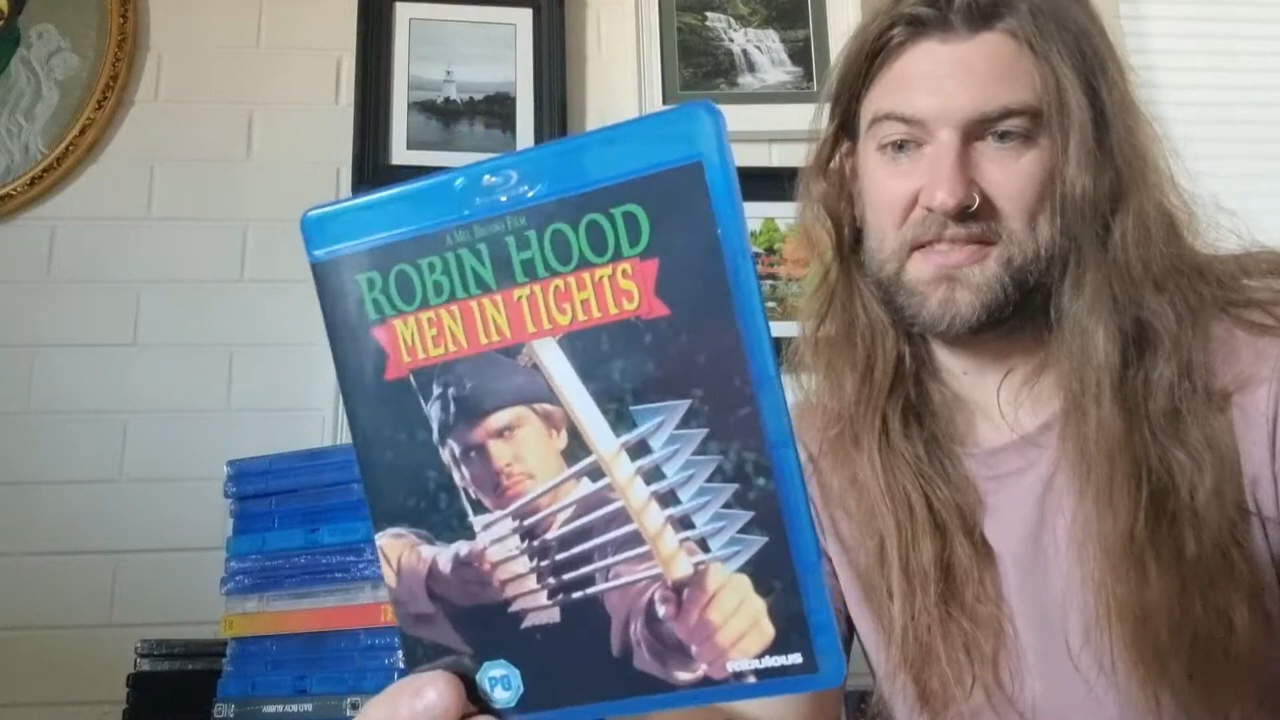 A MEL BROOKS FILM
ROBIN HOOD
MEN IN TIGHTS
PG
fabulous
BAD BOY BUBBY